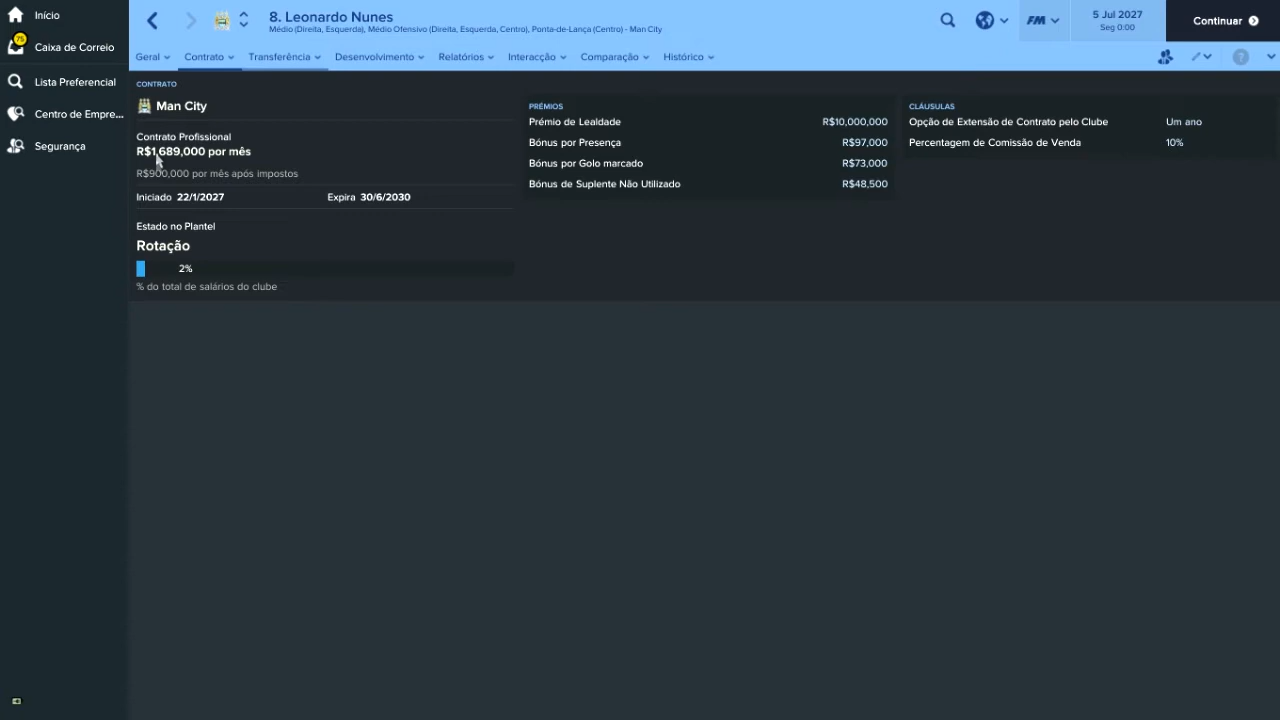 Início
75
Caixa de Correio
Lista Preferencial
Centro de Empre...
Segurança
8. Leonardo Nunes
Médio (Direita, Esquerda), Médio Ofensivo (Direita, Esquerda, Centro), Ponta-de-Lança (Centro) - Man City
FM
5 Jul 2027
Seg 0:00
Continuar
Geral
Contrato
Transferência
Desenvolvimento
Relatórios
Interacção
Comparação
Histórico
?
CONTRATO
Man City
Contrato Profissional
R$1,689,000 por mês
R$900,000 por mês após impostos
Iniciado 22/1/2027
Expira 30/6/2030
Estado no Plantel
Rotação
2%
% do total de salários do clube
PRÉMIOS
Prémio de Lealdade R$10,000,000
Bónus por Presença R$97,000
Bónus por Golo marcado R$73,000
Bónus de Suplente Não Utilizado R$48,500
CLÁUSULAS
Opção de Extensão de Contrato pelo Clube Um ano
Percentagem de Comissão de Venda 10%